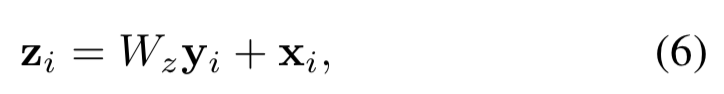 z_i = W_z y_i + x_i, (6)